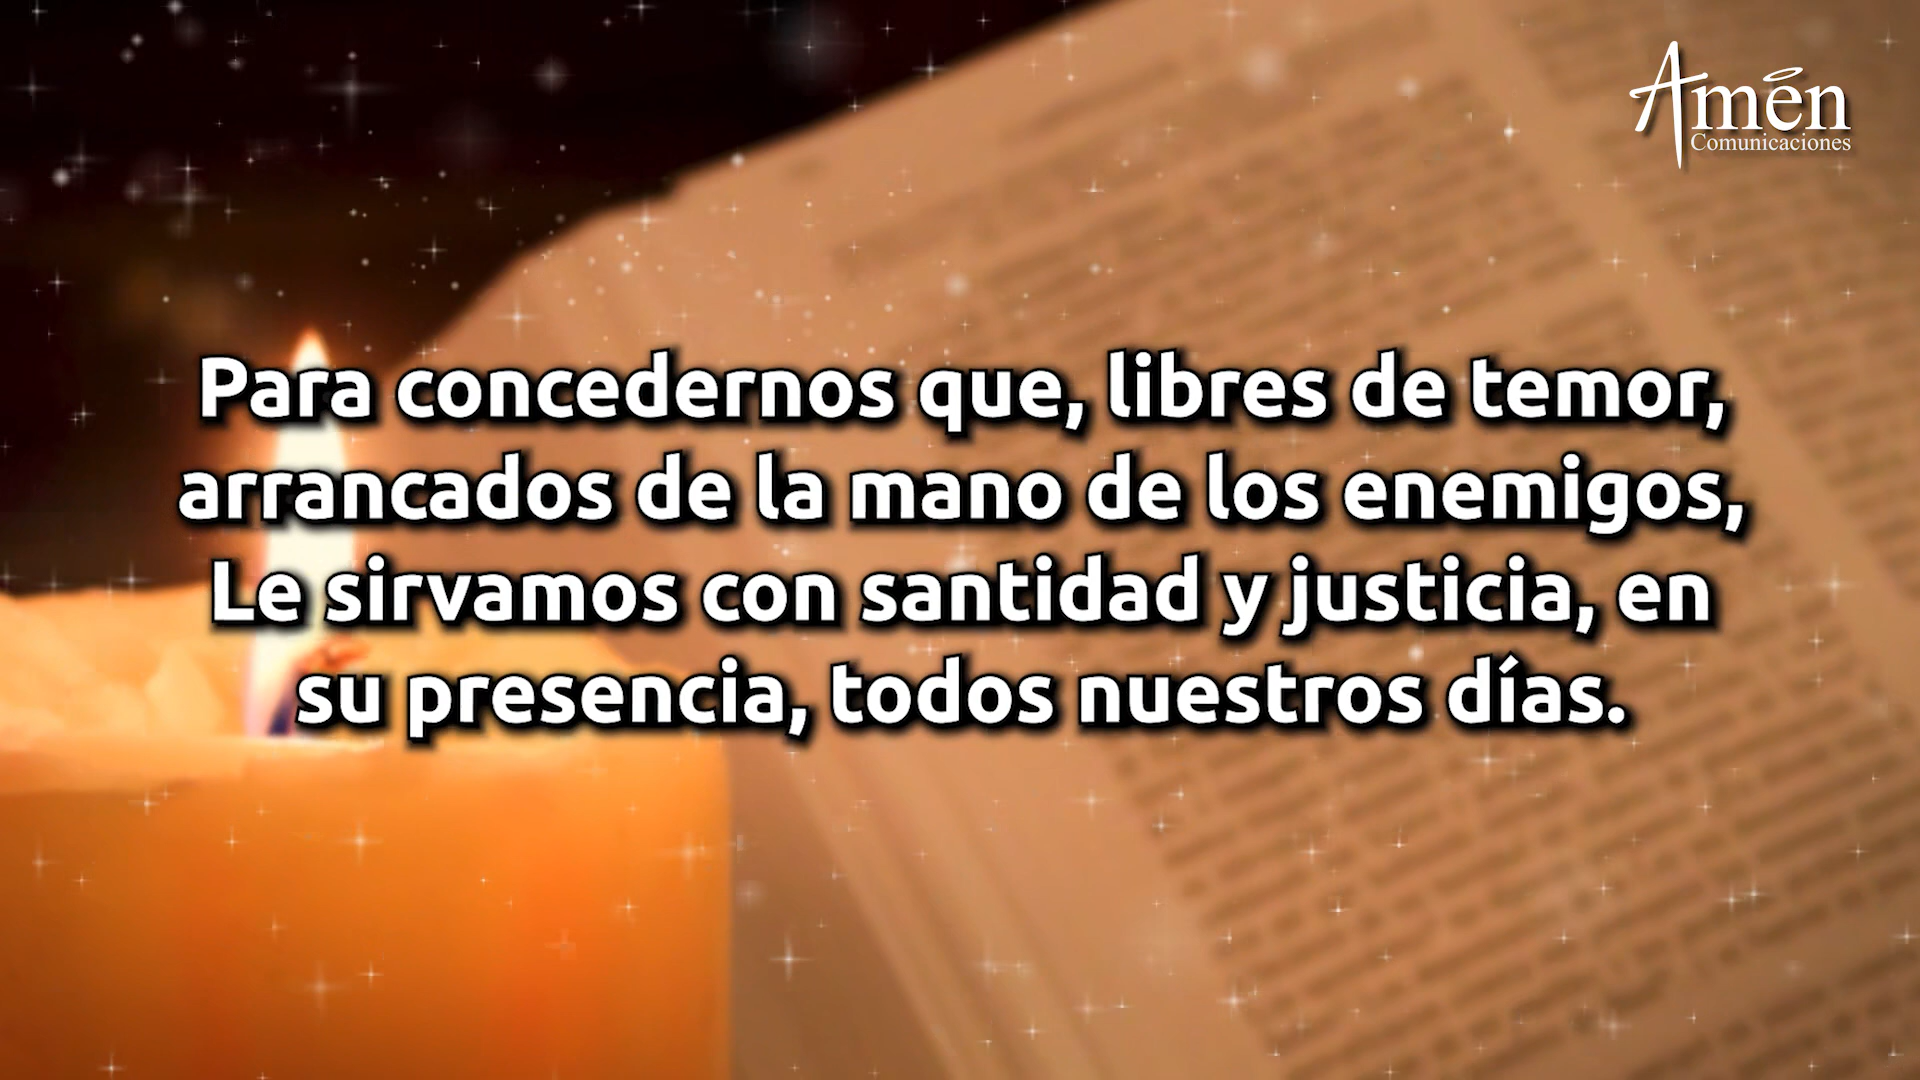 Amén
Comunicaciones
Para concedernos que, libres de temor,
arrancados de la mano de los enemigos,
Le sirvamos con santidad y justicia, en
su presencia, todos nuestros días.